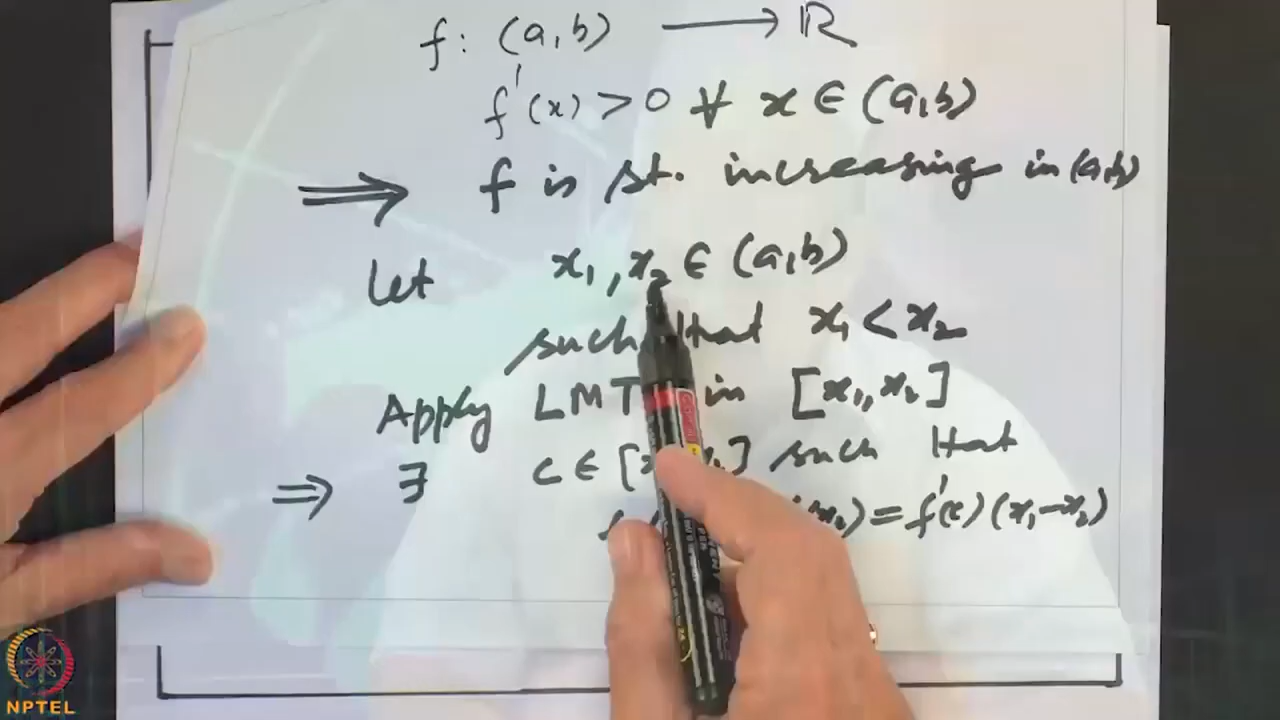 f: (a,b) ⟶ ℝ
f'(x) > 0 ∀ x ∈ (a,b)
⟹ f is st. increasing in (a,b)
Let x₁, x₂ ∈ (a,b)
such that x₁ < x₂
Apply LMT in [x₁, x₂]
⇒ ∃ c ∈ [ ] such that
= f'(c) (x₁-x₂)
NPTEL